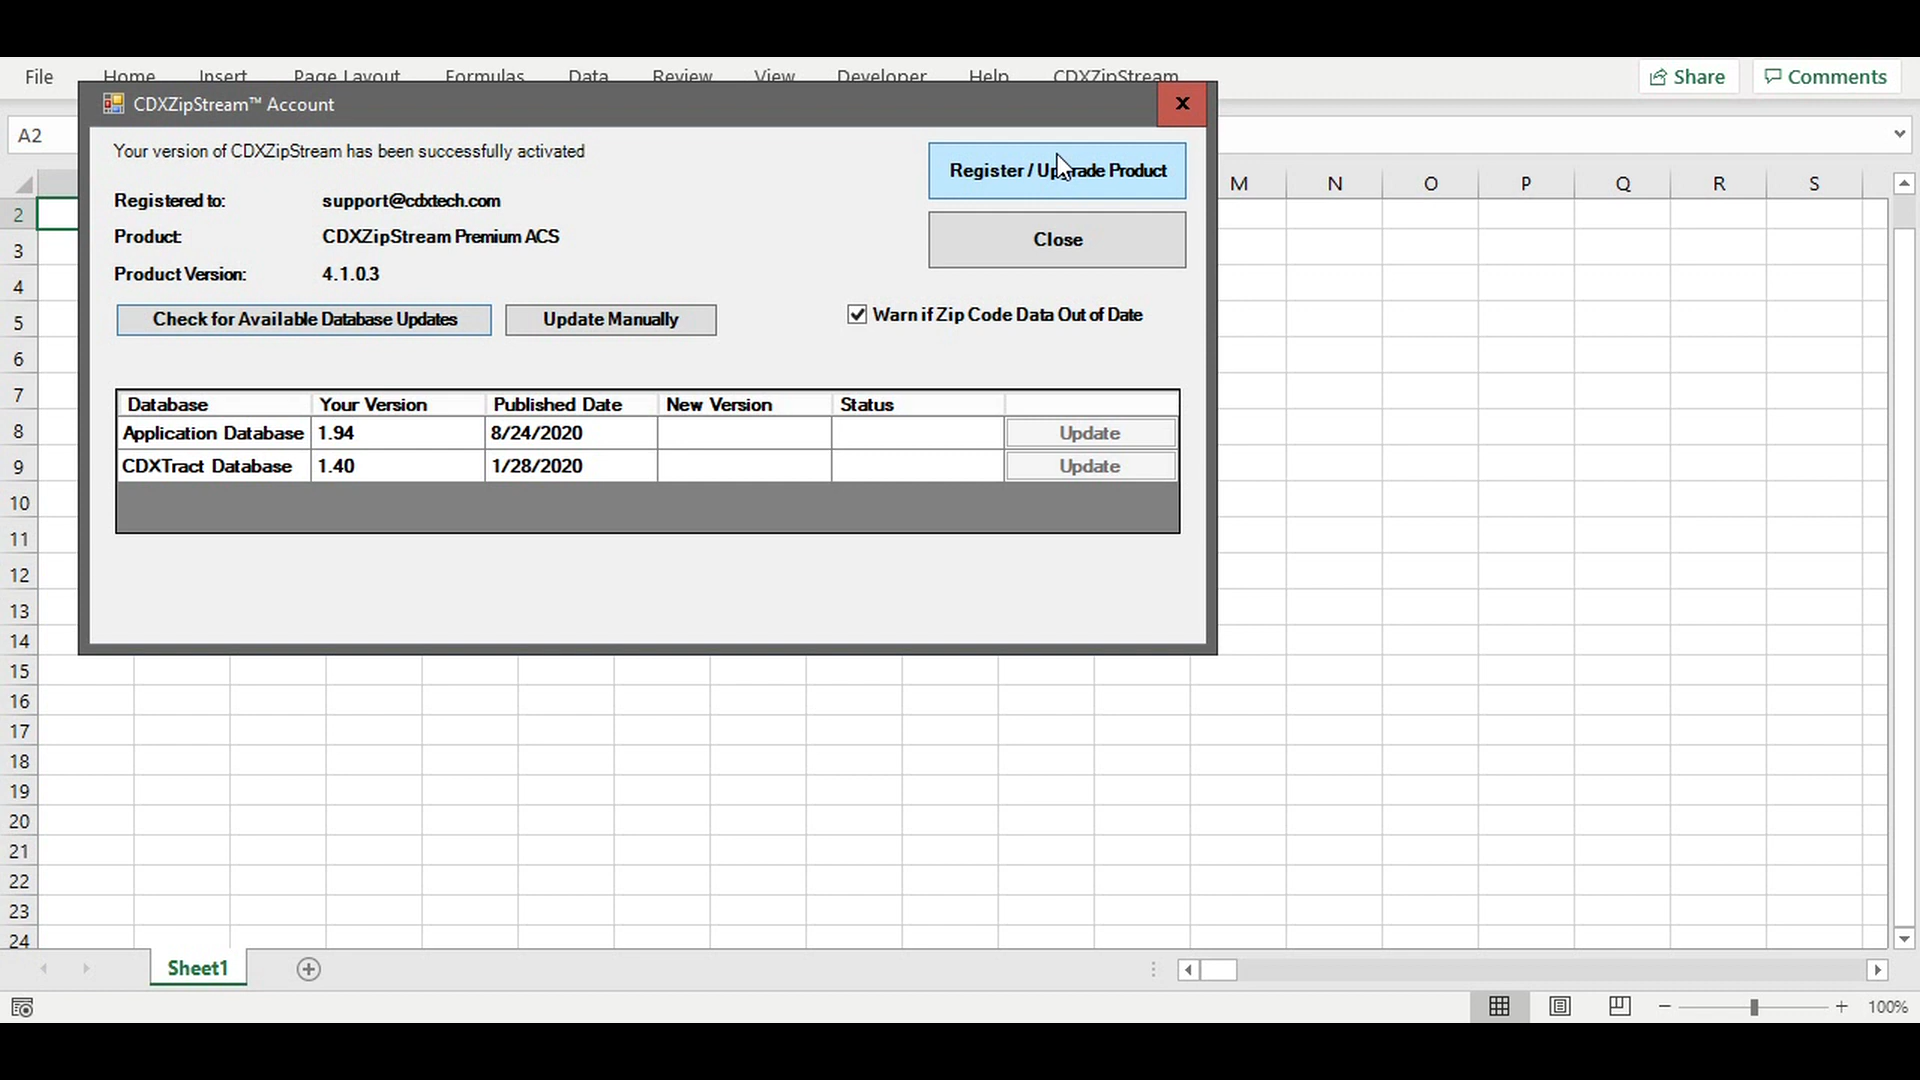 File Home Insert Page Layout Formulas Data Review View Developer Help CDXZipStream Share Comments
CDXZipStream™ Account X
A2
Your version of CDXZipStream has been successfully activated
Register / Upgrade Product
M N O P Q R S
Registered to: support@cdxtech.com
Product: CDXZipStream Premium ACS
Close
Product Version: 4.1.0.3
Check for Available Database Updates Update Manually Warn if Zip Code Data Out of Date
Database Your Version Published Date New Version Status
Application Database 1.94 8/24/2020 Update
CDXTract Database 1.40 1/28/2020 Update
2
3
4
5
6
7
8
9
10
11
12
13
14
15
16
17
18
19
20
21
22
23
24
Sheet1
100%